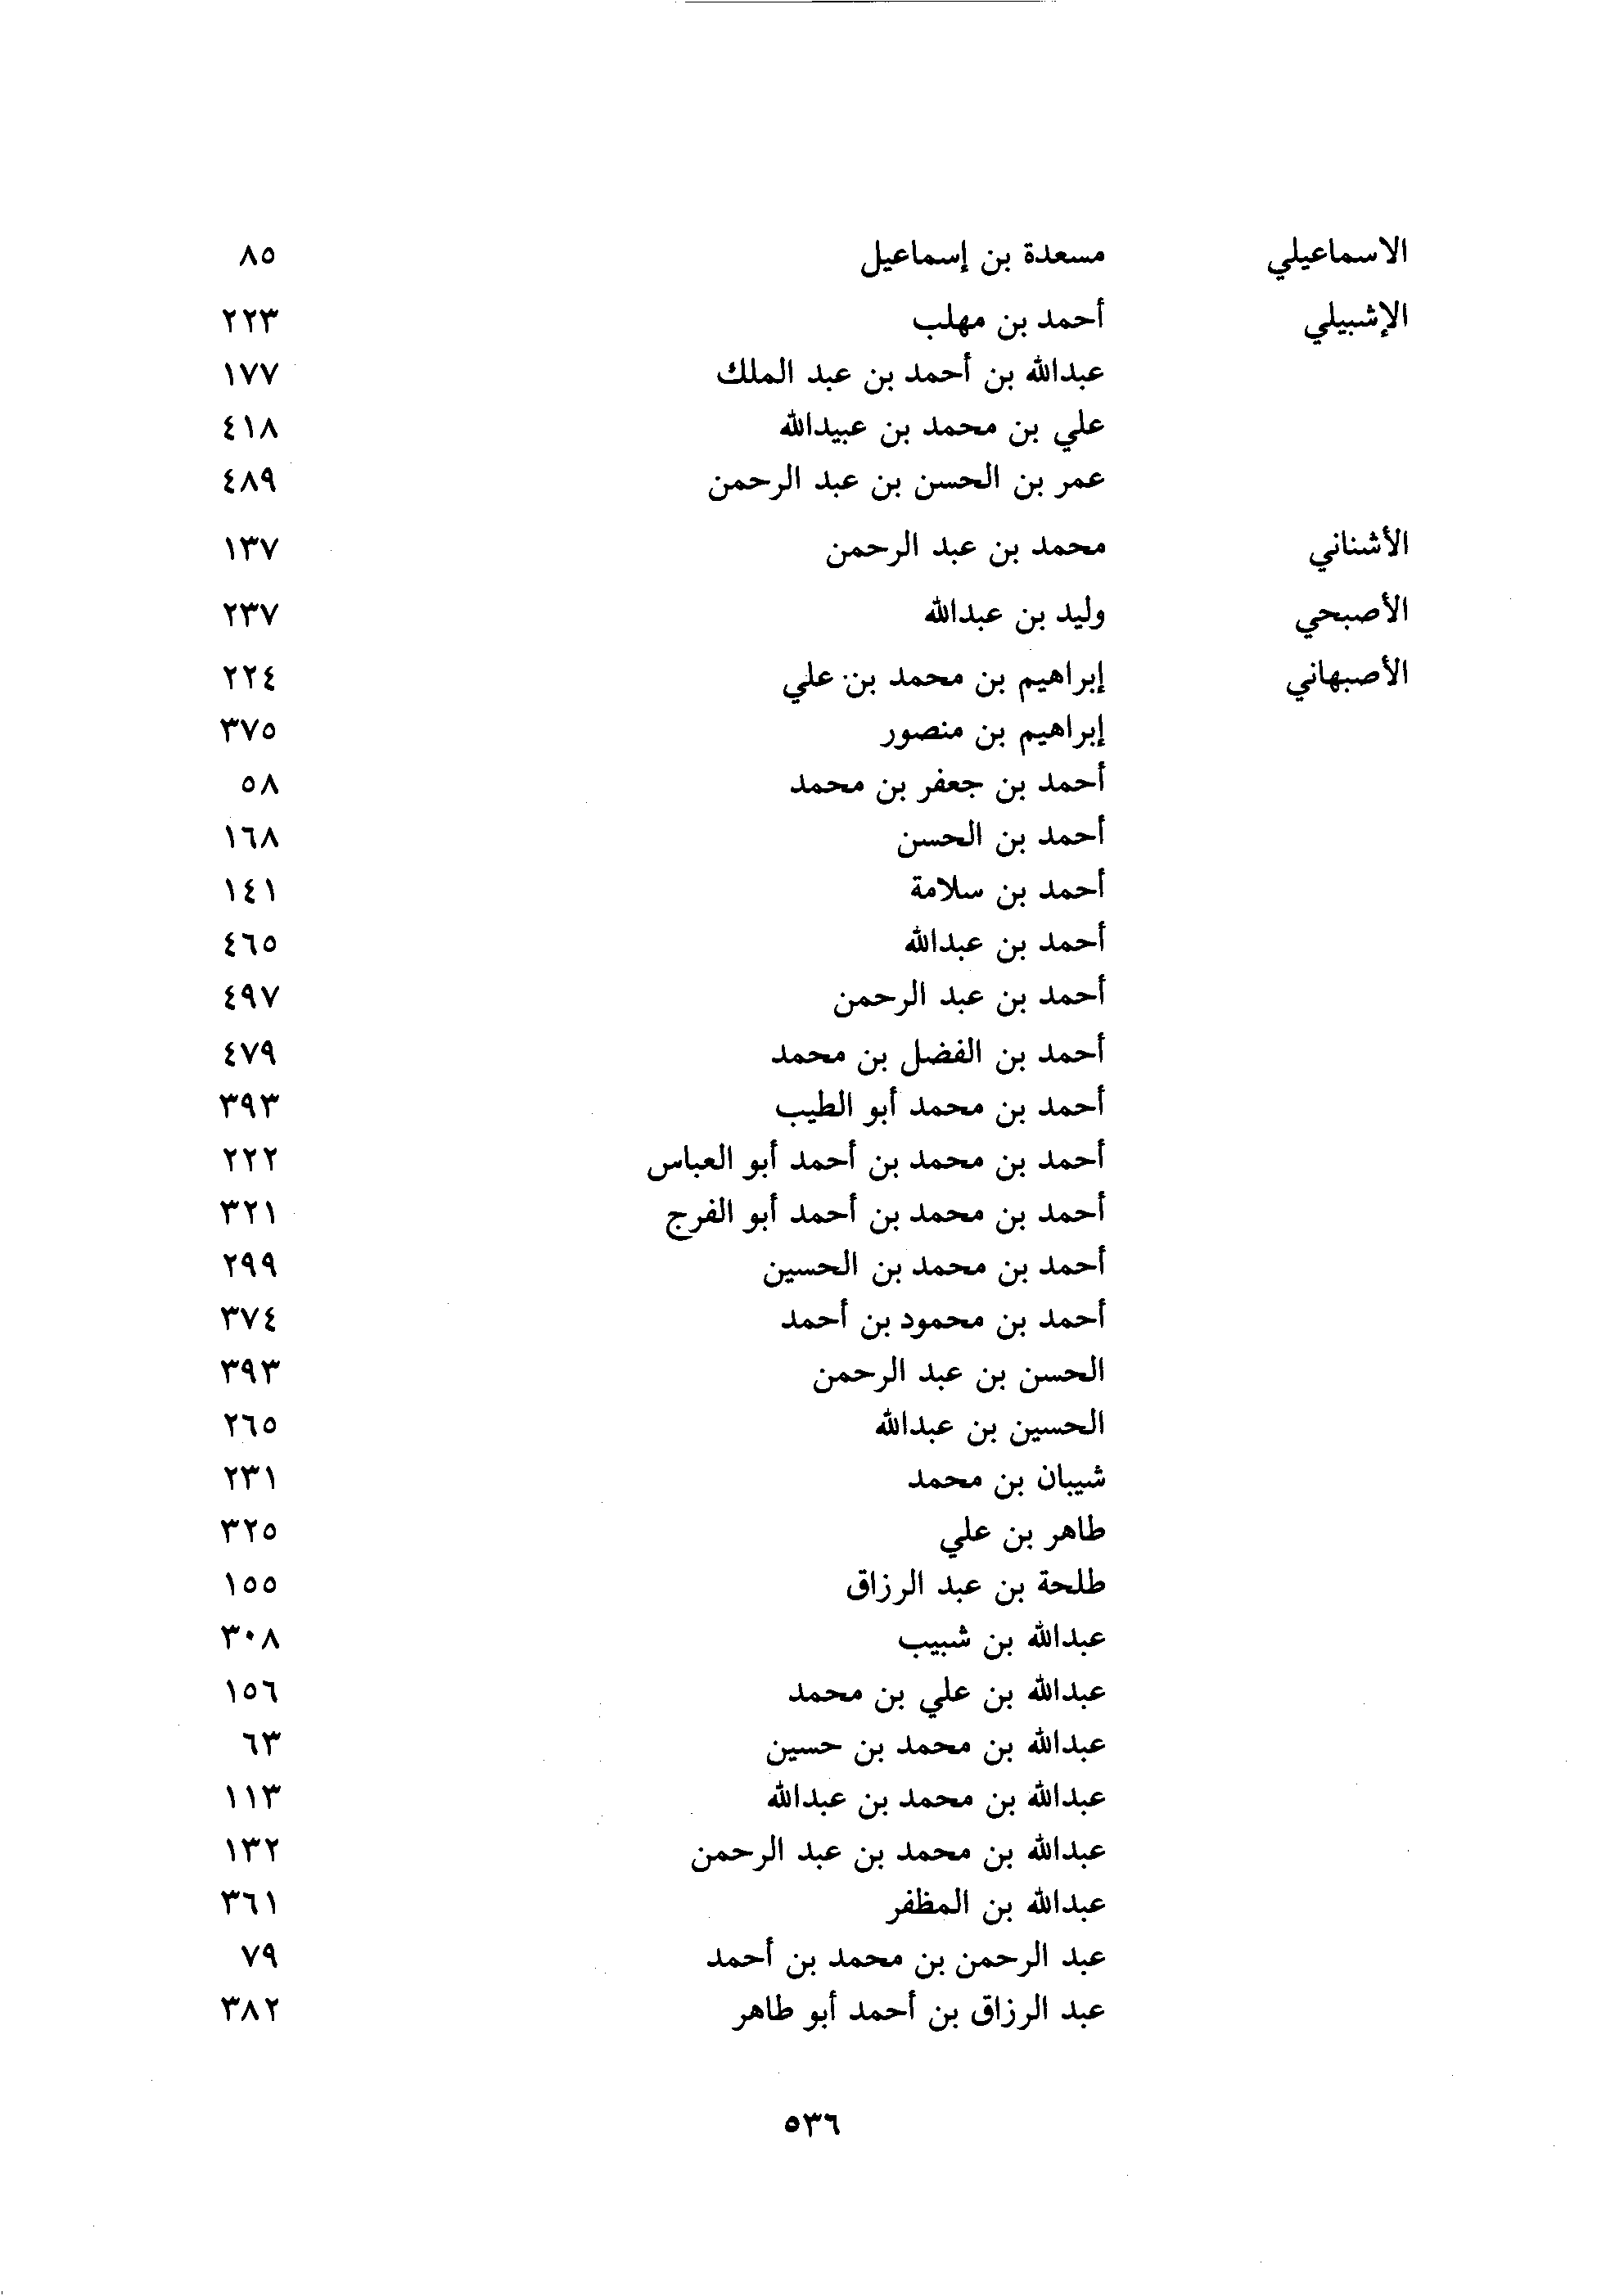 الاسماعيلي مسعدة بن إسماعيل ٨٥
الإشبيلي أحمد بن مهلب ٢٢٣
عبدالله بن أحمد بن عبد الملك ١٧٧
علي بن محمد بن عبيدالله ٤١٨
عمر بن الحسن بن عبد الرحمن ٤٨٩
الأشناني محمد بن عبد الرحمن ١٣٧
الأصبحي وليد بن عبدالله ٢٣٧
الأصبهاني إبراهيم بن محمد بن علي ٢٢٤
إبراهيم بن منصور ٣٧٥
أحمد بن جعفر بن محمد ٥٨
أحمد بن الحسن ١٦٨
أحمد بن سلامة ١٤١
أحمد بن عبدالله ٤٦٥
أحمد بن عبد الرحمن ٤٩٧
أحمد بن الفضل بن محمد ٤٧٩
أحمد بن محمد أبو الطيب ٣٩٣
أحمد بن محمد بن أحمد أبو العباس ٢٢٢
أحمد بن محمد بن أحمد أبو الفرج ٣٢١
أحمد بن محمد بن الحسين ٢٩٩
أحمد بن محمود بن أحمد ٣٧٤
الحسن بن عبد الرحمن ٣٩٣
الحسين بن عبدالله ٢٦٥
شيبان بن محمد ٢٣١
طاهر بن علي ٣٢٥
طلحة بن عبد الرزاق ١٥٥
عبدالله بن شبيب ٣٠٨
عبدالله بن علي بن محمد ١٥٦
عبدالله بن محمد بن حسين ٦٣
عبدالله بن محمد بن عبدالله ١١٣
عبدالله بن محمد بن عبد الرحمن ١٣٢
عبدالله بن المظفر ٣٦١
عبد الرحمن بن محمد بن أحمد ٧٩
عبد الرزاق بن أحمد أبو طاهر ٣٨٢
٥٣٦